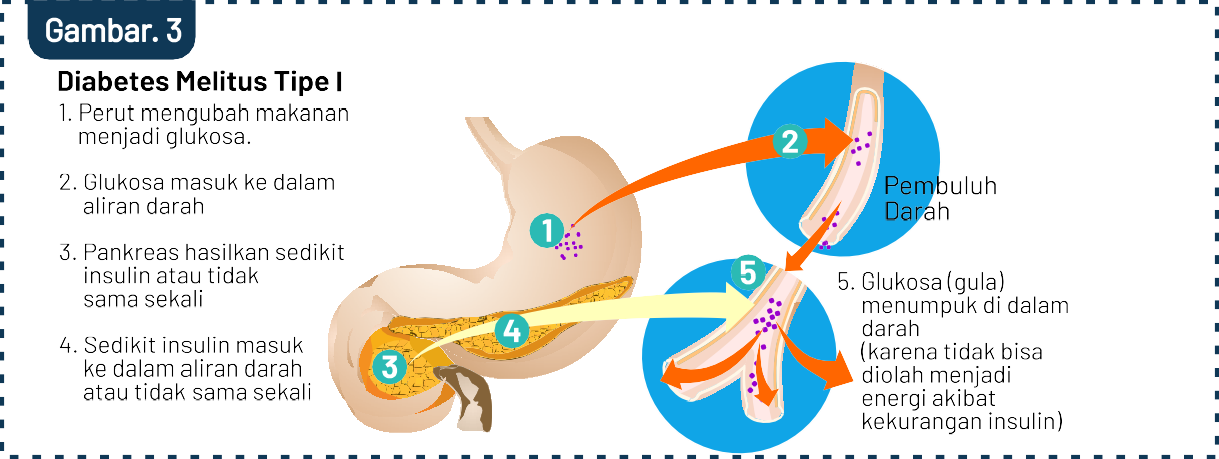 Gambar. 3
Diabetes Melitus Tipe I
1. Perut mengubah makanan
menjadi glukosa.
2. Glukosa masuk ke dalam
aliran darah
3. Pankreas hasilkan sedikit
insulin atau tidak
sama sekali
4. Sedikit insulin masuk
ke dalam aliran darah
atau tidak sama sekali
1
2
3
4
5
Pembuluh
Darah
5. Glukosa (gula)
menumpuk di dalam
darah
(karena tidak bisa
diolah menjadi
energi akibat
kekurangan insulin)